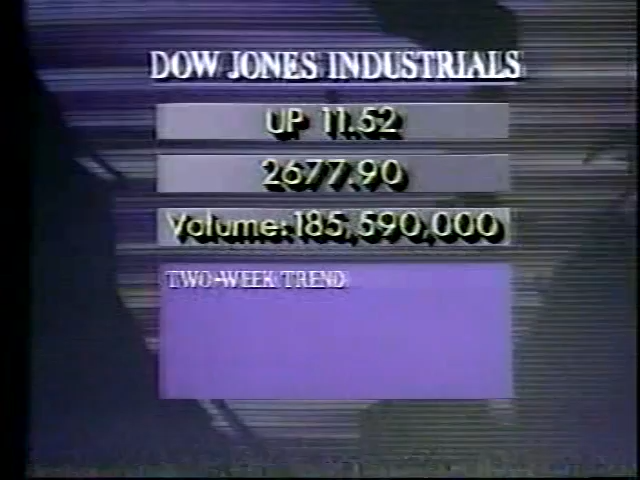 DOW JONES INDUSTRIALS
UP 11.52
2677.90
Volume:185,590,000
TWO-WEEK TREND